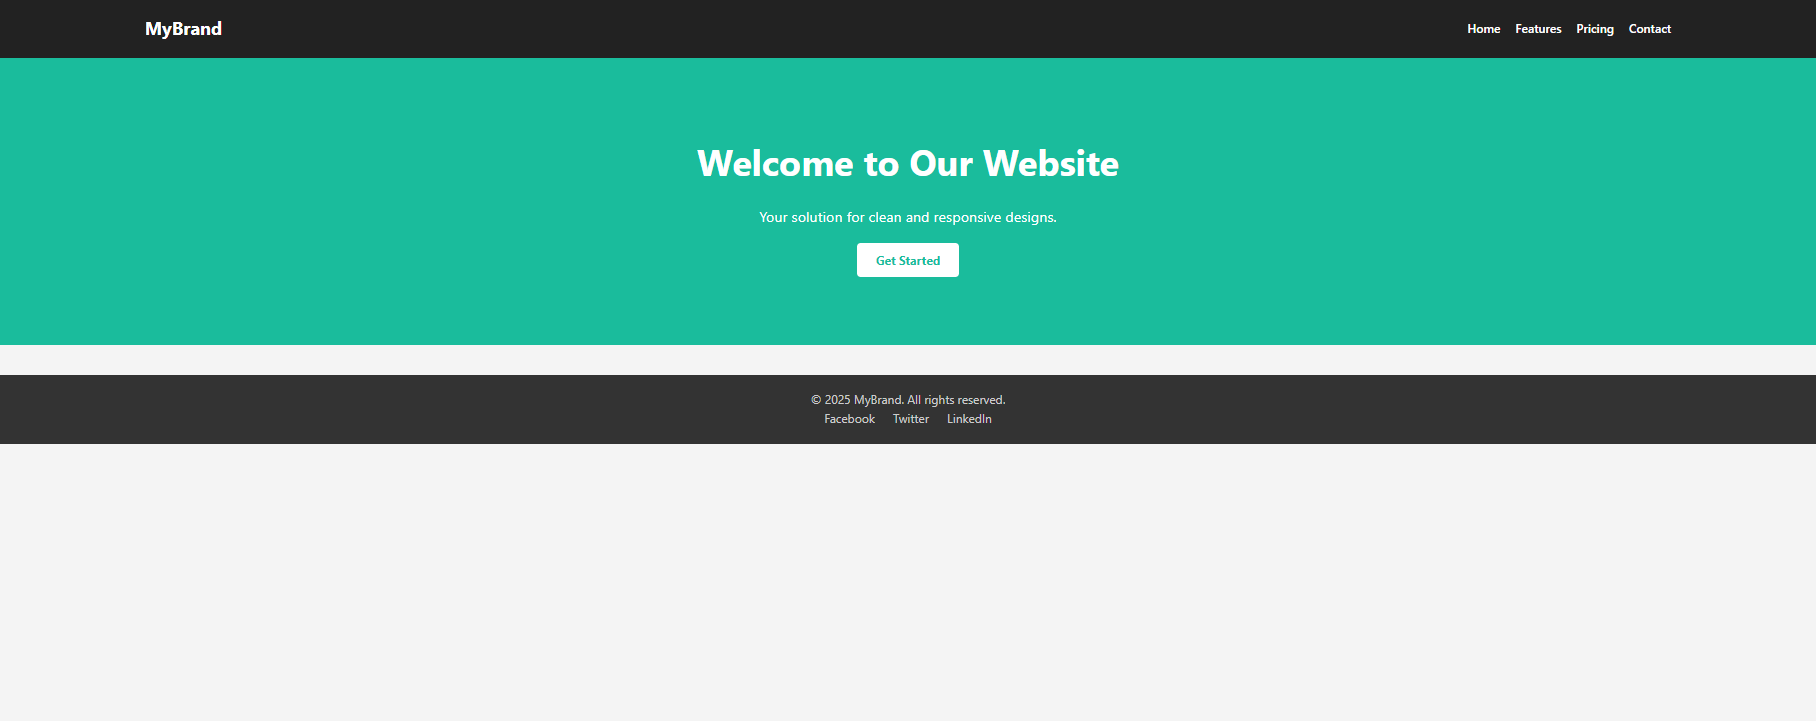 MyBrand
Home Features Pricing Contact
Welcome to Our Website
Your solution for clean and responsive designs.
Get Started
© 2025 MyBrand. All rights reserved.
Facebook Twitter LinkedIn